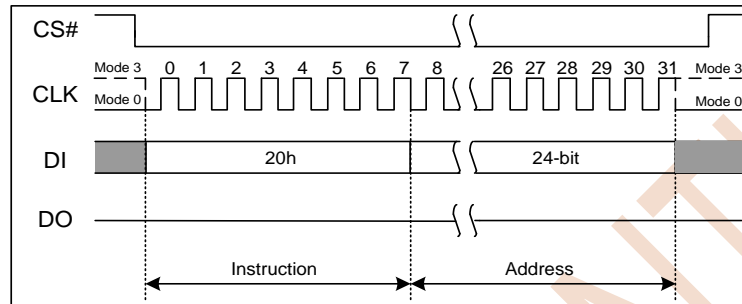 CS#
Mode 3 0 1 2 3 4 5 6 7 8 26 27 28 29 30 31 Mode 3
CLK
Mode 0 Mode 0
DI 20h 24-bit
DO
Instruction Address